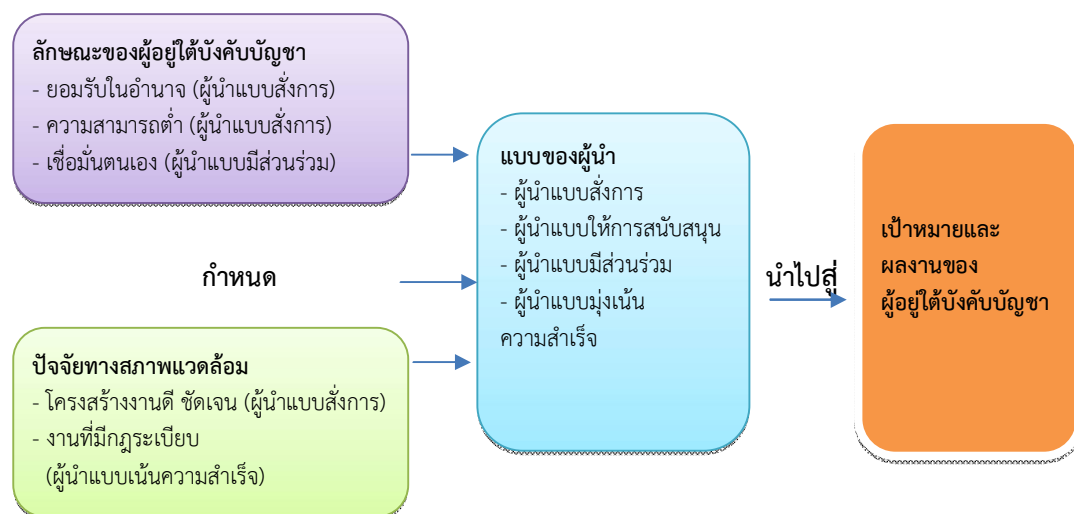 ลักษณะของผู้อยู่ใต้บังคับบัญชา
- ยอมรับในอำนาจ (ผู้นำแบบสั่งการ)
- ความสามารถต่ำ (ผู้นำแบบสั่งการ)
- เชื่อมั่นตนเอง (ผู้นำแบบมีส่วนร่วม)
กำหนด
ปัจจัยทางสภาพแวดล้อม
- โครงสร้างงานดี ชัดเจน (ผู้นำแบบสั่งการ)
- งานที่มีกฎระเบียบ
(ผู้นำแบบเน้นความสำเร็จ)
แบบของผู้นำ
- ผู้นำแบบสั่งการ
- ผู้นำแบบให้การสนับสนุน
- ผู้นำแบบมีส่วนร่วม
- ผู้นำแบบมุ่งเน้น
ความสำเร็จ
นำไปสู่
เป้าหมายและ
ผลงานของ
ผู้อยู่ใต้บังคับบัญชา